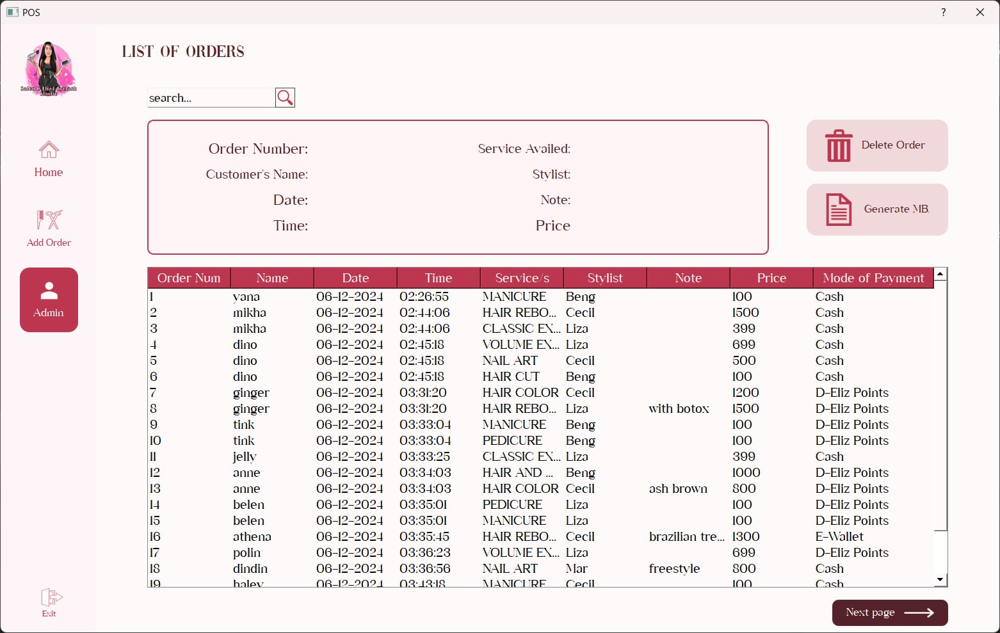 POS ?
LIST OF ORDERS
Studio
search...
Home
Add Order
Admin
Exit
Order Number:
Customer's Name:
Date:
Time:
Service Availed:
Stylist:
Note:
Price
Delete Order
Generate MB.
Order Num Name Date Time Service/s Stylist Note Price Mode of Payment
1 yana 06-12-2024 02:26:55 MANICURE Beng 100 Cash
2 mikha 06-12-2024 02:44:06 HAIR REBO... Cecil 1500 Cash
3 mikha 06-12-2024 02:44:06 CLASSIC EX... Liza 399 Cash
4 dino 06-12-2024 02:45:18 VOLUME EX... Liza 699 Cash
5 dino 06-12-2024 02:45:18 NAIL ART Cecil 500 Cash
6 dino 06-12-2024 02:45:18 HAIR CUT Beng 100 Cash
7 ginger 06-12-2024 03:31:20 HAIR COLOR Cecil 1200 D-Eliz Points
8 ginger 06-12-2024 03:31:20 HAIR REBO... Liza with botox 1500 D-Eliz Points
9 tink 06-12-2024 03:33:04 MANICURE Beng 100 D-Eliz Points
10 tink 06-12-2024 03:33:04 PEDICURE Beng 100 D-Eliz Points
11 jelly 06-12-2024 03:33:25 CLASSIC EX... Liza 399 Cash
12 anne 06-12-2024 03:34:03 HAIR AND ... Beng 1000 D-Eliz Points
13 anne 06-12-2024 03:34:03 HAIR COLOR Cecil ash brown 800 D-Eliz Points
14 belen 06-12-2024 03:35:01 PEDICURE Liza 100 D-Eliz Points
15 belen 06-12-2024 03:35:01 MANICURE Liza 100 D-Eliz Points
16 athena 06-12-2024 03:35:45 HAIR REBO... Cecil brazilian tre... 1300 E-Wallet
17 polin 06-12-2024 03:36:23 VOLUME EX... Liza 699 D-Eliz Points
18 dindin 06-12-2024 03:36:56 NAIL ART Mar freestyle 800 Cash
19 haley 06-12-2024 03:43:18 MANICURE Cecil 100 Cash
Next page